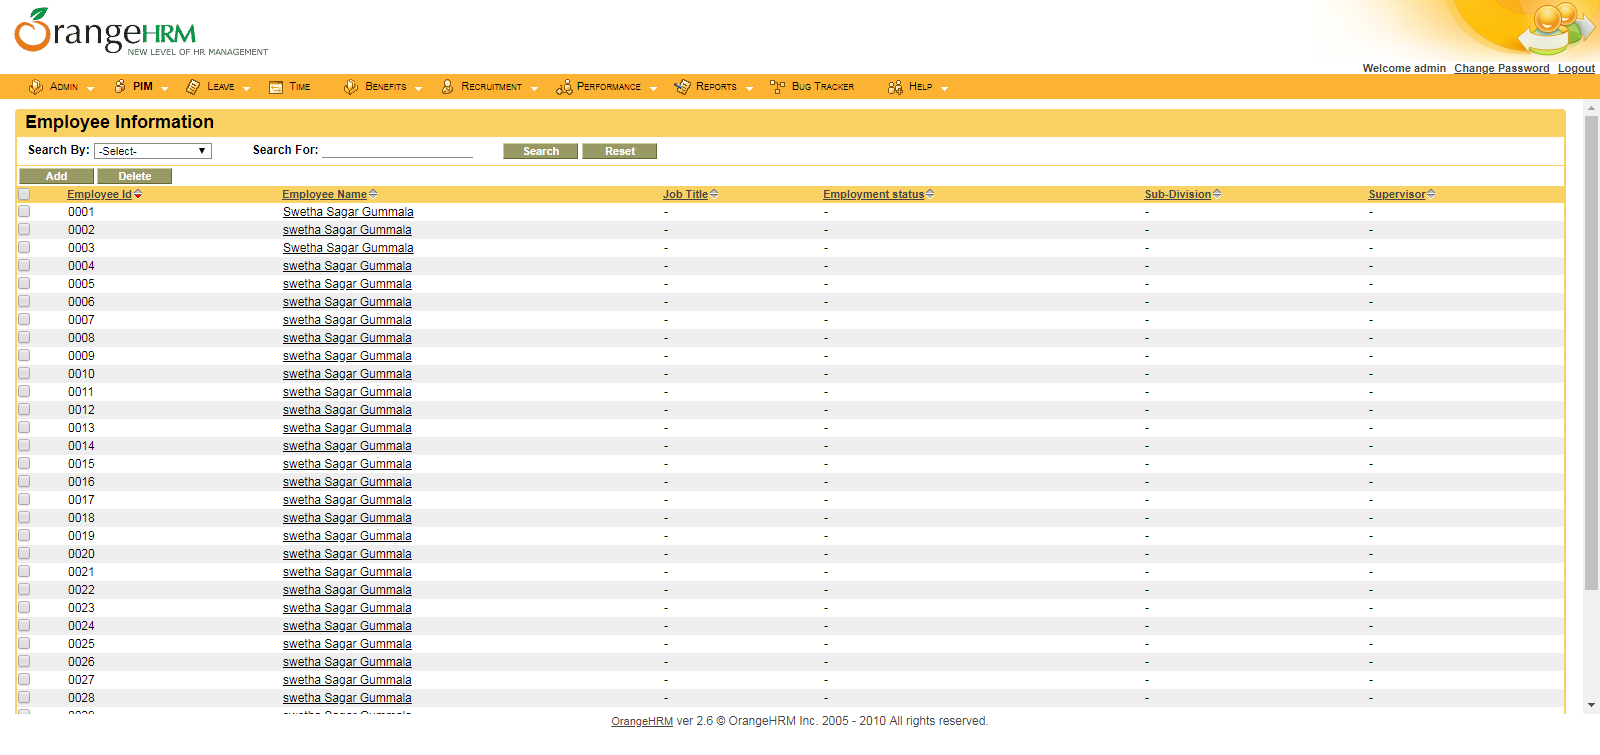 OrangeHRM
NEW LEVEL OF HR MANAGEMENT
Welcome admin Change Password Logout
ADMIN PIM LEAVE TIME BENEFITS RECRUITMENT PERFORMANCE REPORTS BUG TRACKER HELP
Employee Information
Search By: -Select- Search For: Search Reset
Add Delete
Employee Id Employee Name Job Title Employment status Sub-Division Supervisor
0001 Swetha Sagar Gummala - - - -
0002 swetha Sagar Gummala - - - -
0003 Swetha Sagar Gummala - - - -
0004 swetha Sagar Gummala - - - -
0005 swetha Sagar Gummala - - - -
0006 swetha Sagar Gummala - - - -
0007 swetha Sagar Gummala - - - -
0008 swetha Sagar Gummala - - - -
0009 swetha Sagar Gummala - - - -
0010 swetha Sagar Gummala - - - -
0011 swetha Sagar Gummala - - - -
0012 swetha Sagar Gummala - - - -
0013 swetha Sagar Gummala - - - -
0014 swetha Sagar Gummala - - - -
0015 swetha Sagar Gummala - - - -
0016 swetha Sagar Gummala - - - -
0017 swetha Sagar Gummala - - - -
0018 swetha Sagar Gummala - - - -
0019 swetha Sagar Gummala - - - -
0020 swetha Sagar Gummala - - - -
0021 swetha Sagar Gummala - - - -
0022 swetha Sagar Gummala - - - -
0023 swetha Sagar Gummala - - - -
0024 swetha Sagar Gummala - - - -
0025 swetha Sagar Gummala - - - -
0026 swetha Sagar Gummala - - - -
0027 swetha Sagar Gummala - - - -
0028 swetha Sagar Gummala - - - -
OrangeHRM ver 2.6 © OrangeHRM Inc. 2005 - 2010 All rights reserved.